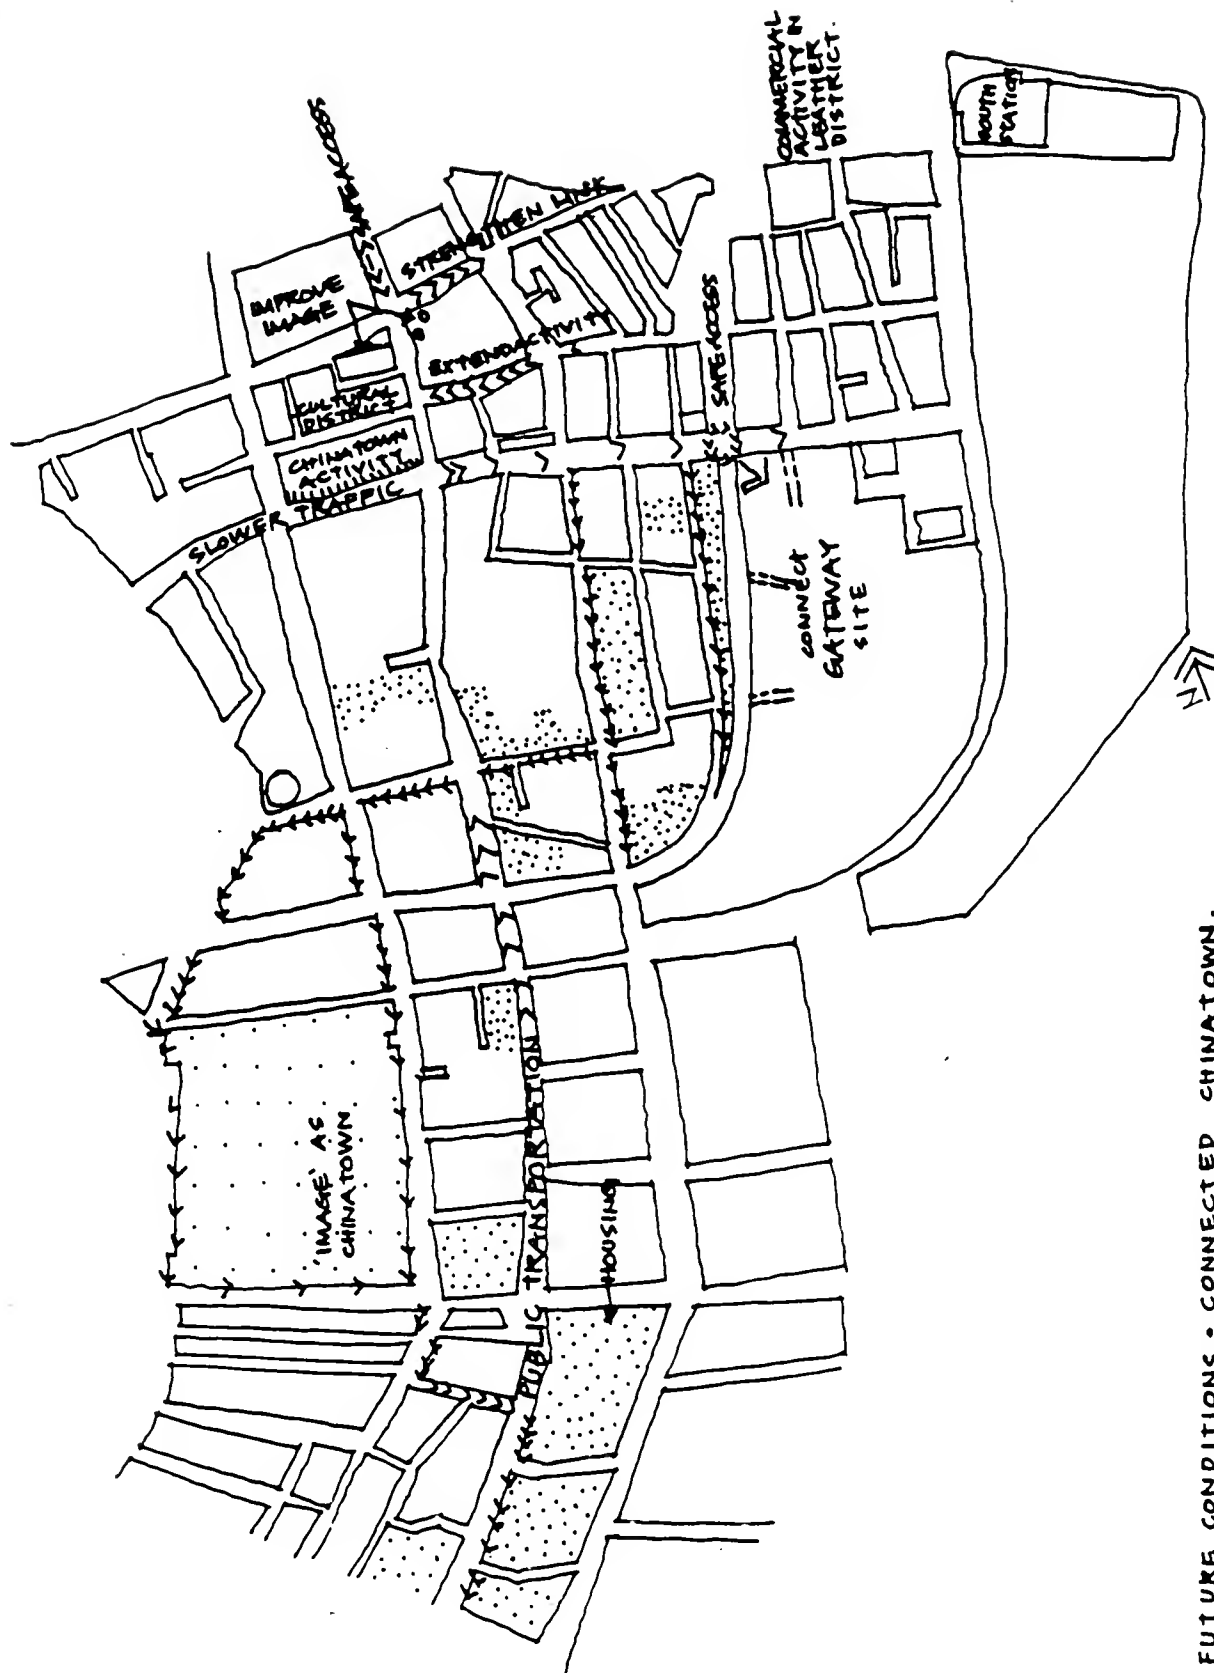 SAFE ACCESS
COMMERCIAL
ACTIVITY IN
LEATHER
DISTRICT.
SOUTH
STATION
STRENGTHEN LINK
IMPROVE
IMAGE
EXTEND ACTIVITY
CULTURAL
DISTRICT
CHINATOWN
ACTIVITY
SLOWER TRAFFIC
SAFE ACCESS
CONNECT
GATEWAY
SITE
N
'IMAGE' AS
CHINATOWN
PUBLIC TRANSPORTATION
HOUSING
FUTURE CONDITIONS • CONNECTED CHINATOWN.